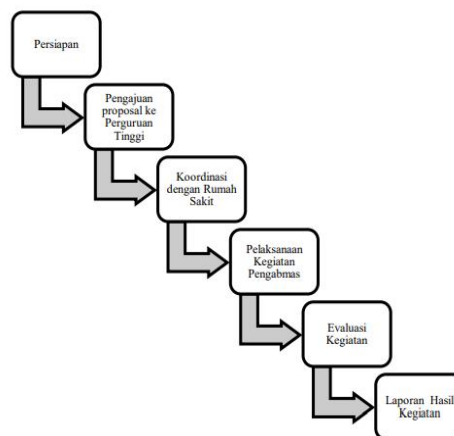 Persiapan
Pengajuan
proposal ke
Perguruan
Tinggi
Koordinasi
dengan Rumah
Sakit
Pelaksanaan
Kegiatan
Pengabmas
Evaluasi
Kegiatan
Laporan Hasil
Kegiatan